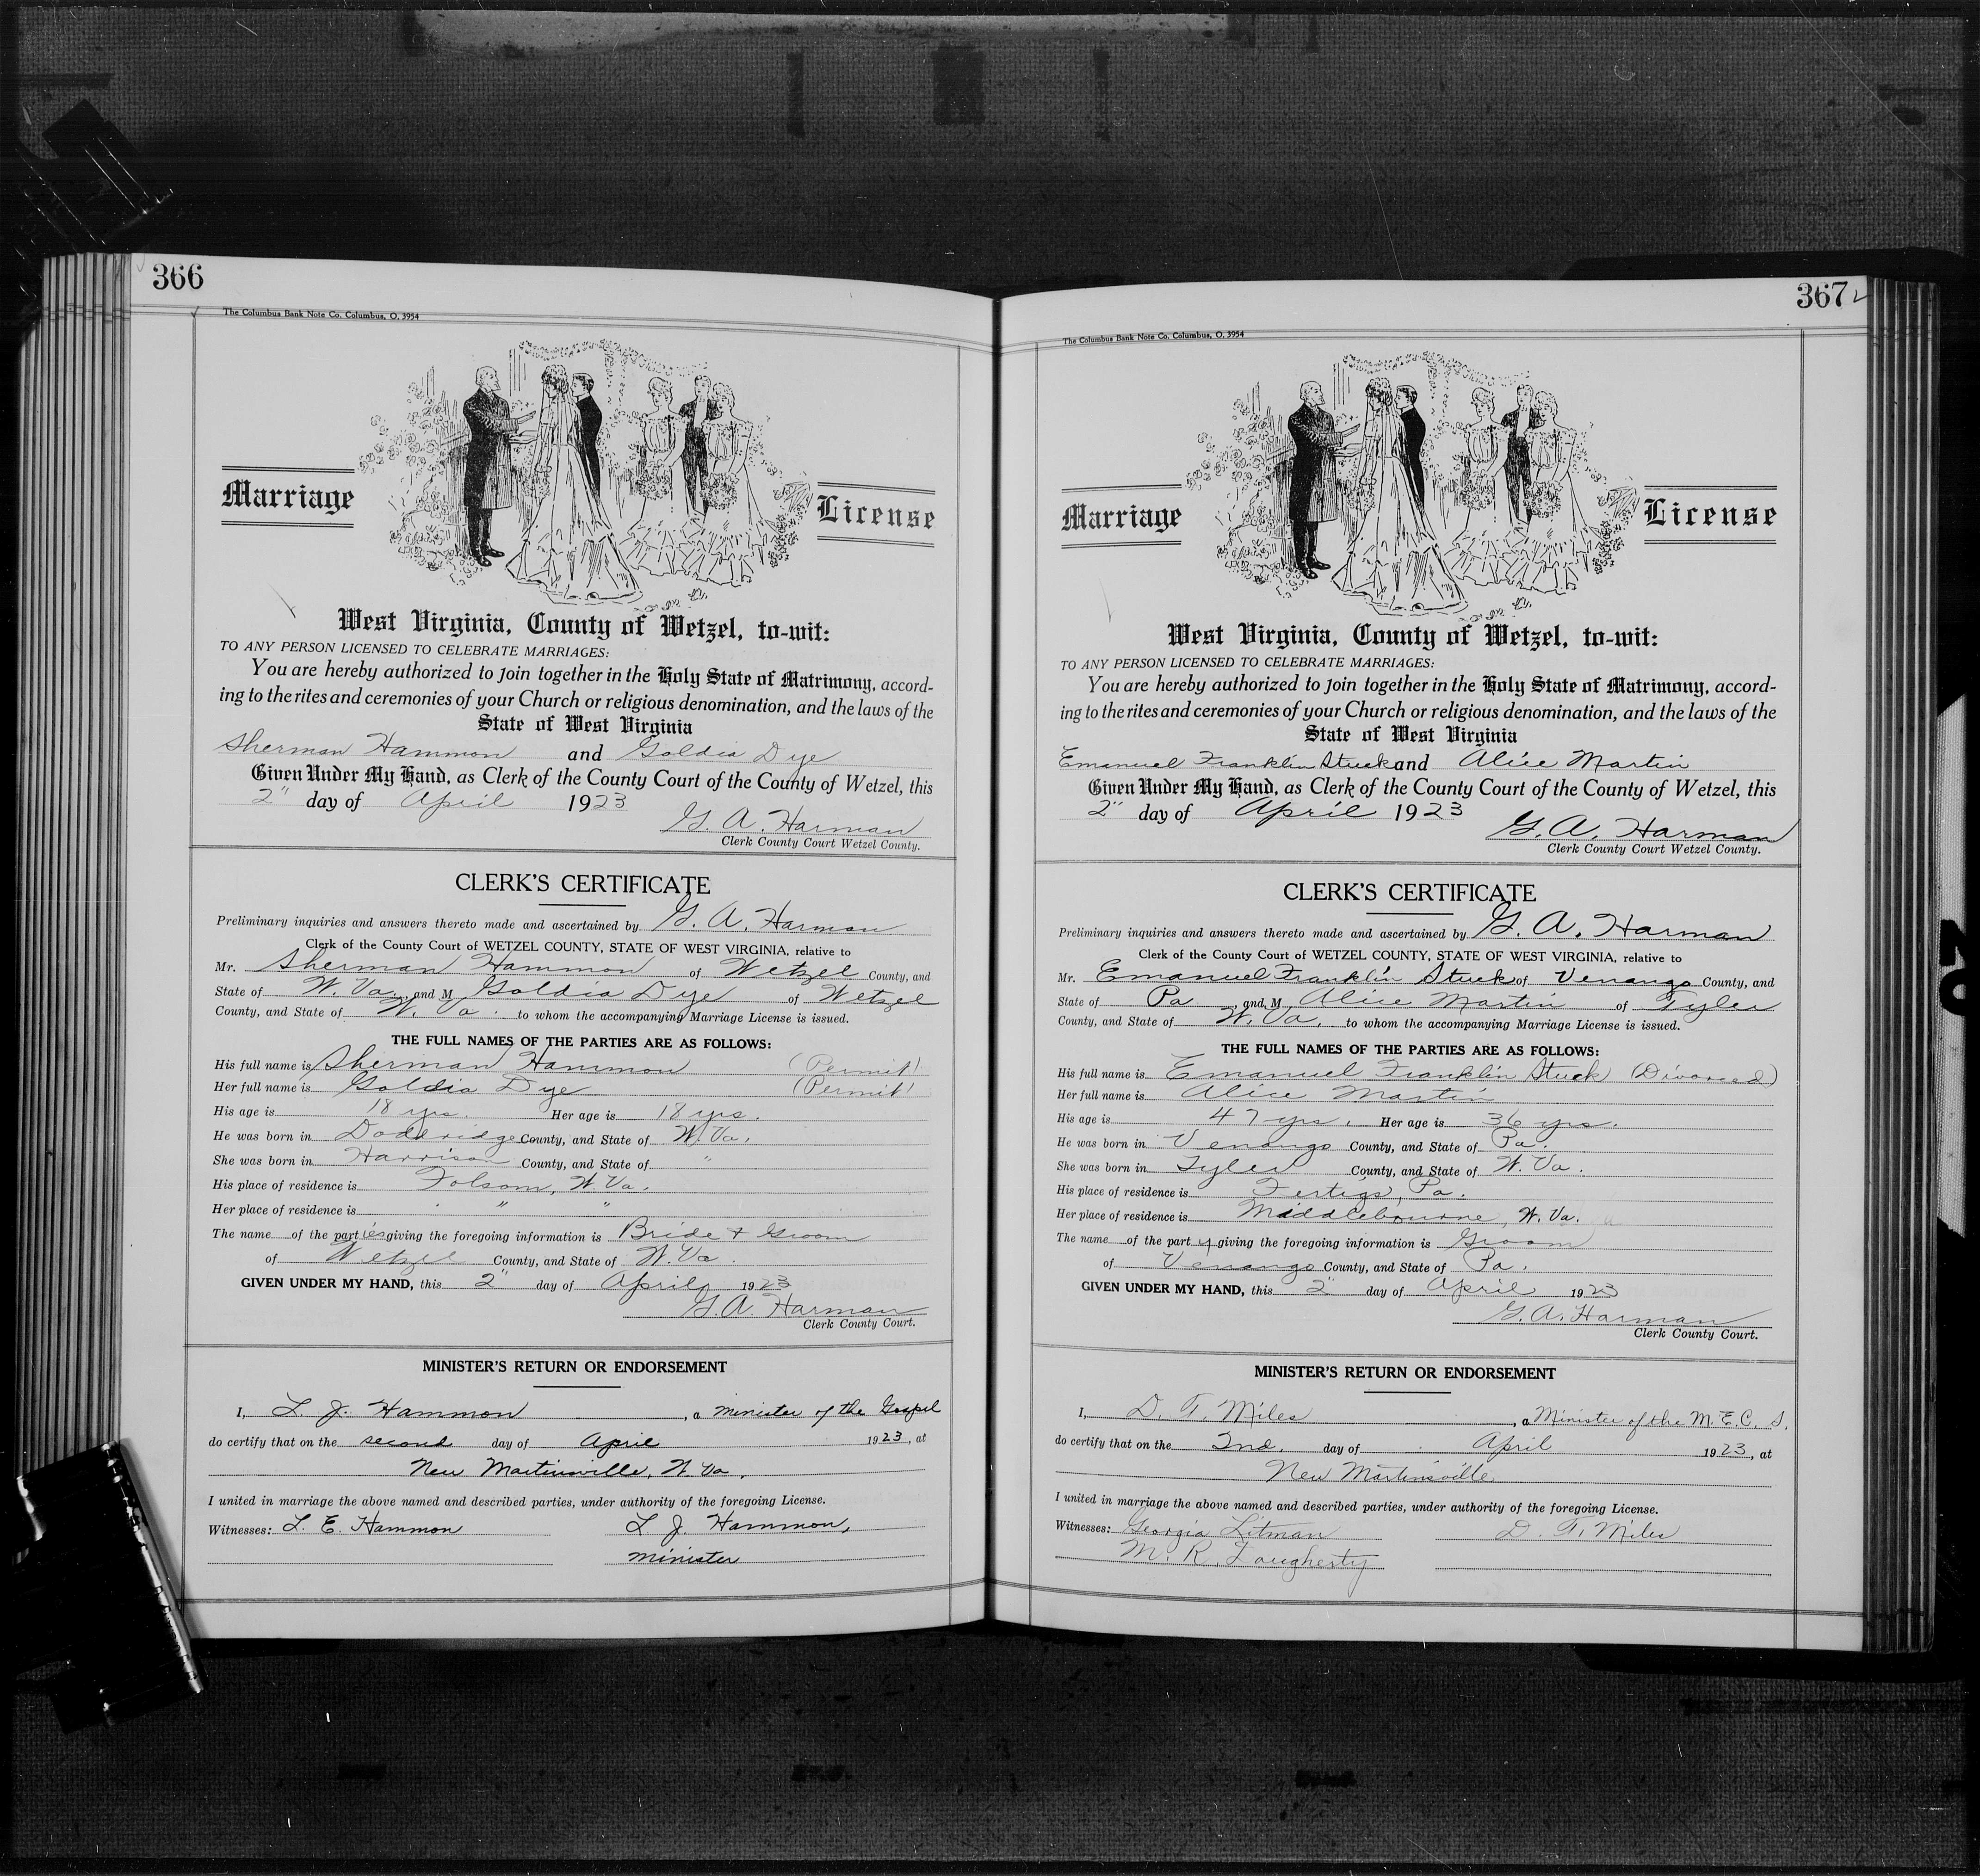 366
The Columbus Bank Note Co. Columbus, O. 3954
Marriage License
West Virginia, County of Wetzel, to-wit:
TO ANY PERSON LICENSED TO CELEBRATE MARRIAGES:
You are hereby authorized to join together in the Holy State of Matrimony, accord-
ing to the rites and ceremonies of your Church or religious denomination, and the laws of the
State of West Virginia
Sherman Hammon and Goldia Dye
Given Under My Hand, as Clerk of the County Court of the County of Wetzel, this
2" day of April 1923
G. A. Harman
Clerk County Court Wetzel County.
CLERK'S CERTIFICATE
Preliminary inquiries and answers thereto made and ascertained by G. A. Harman
Clerk of the County Court of WETZEL COUNTY, STATE OF WEST VIRGINIA, relative to
Mr. Sherman Hammon of Wetzel County, and
State of W. Va. and M Goldia Dye of Wetzel
County, and State of W. Va. to whom the accompanying Marriage License is issued.
THE FULL NAMES OF THE PARTIES ARE AS FOLLOWS:
His full name is Sherman Hammon (Permit)
Her full name is Goldia Dye (Permit)
His age is 18 yrs. Her age is 18 yrs.
He was born in Doddridge County, and State of W. Va.
She was born in Harrison County, and State of "
His place of residence is Folsom, W. Va.
Her place of residence is " "
The name of the parties giving the foregoing information is Bride & Groom
of Wetzel County, and State of W. Va.
GIVEN UNDER MY HAND, this 2" day of April 1923
G. A. Harman
Clerk County Court.
MINISTER'S RETURN OR ENDORSEMENT
I, L. J. Hammon, a minister of the Gospel
do certify that on the second day of April 1923, at
New Martinsville, W. Va.
I united in marriage the above named and described parties, under authority of the foregoing License.
Witnesses: L. E. Hammon L. J. Hammon,
minister
367
The Columbus Bank Note Co. Columbus, O. 3954
Marriage License
West Virginia, County of Wetzel, to-wit:
TO ANY PERSON LICENSED TO CELEBRATE MARRIAGES:
You are hereby authorized to join together in the Holy State of Matrimony, accord-
ing to the rites and ceremonies of your Church or religious denomination, and the laws of the
State of West Virginia
Emanuel Franklin Stuck and Alice Martin
Given Under My Hand, as Clerk of the County Court of the County of Wetzel, this
2" day of April 1923
G. A. Harman
Clerk County Court Wetzel County.
CLERK'S CERTIFICATE
Preliminary inquiries and answers thereto made and ascertained by G. A. Harman
Clerk of the County Court of WETZEL COUNTY, STATE OF WEST VIRGINIA, relative to
Mr. Emanuel Franklin Stuck of Venango County, and
State of Pa and M Alice Martin of Tyler
County, and State of W. Va. to whom the accompanying Marriage License is issued.
THE FULL NAMES OF THE PARTIES ARE AS FOLLOWS:
His full name is Emanuel Franklin Stuck (Divorced)
Her full name is Alice Martin
His age is 47 yrs. Her age is 36 yrs.
He was born in Venango County, and State of Pa.
She was born in Tyler County, and State of W. Va.
His place of residence is Fertigs, Pa.
Her place of residence is Middlebourne, W. Va.
The name of the party giving the foregoing information is Groom
of Venango County, and State of Pa.
GIVEN UNDER MY HAND, this 2" day of April 1923
G. A. Harman
Clerk County Court.
MINISTER'S RETURN OR ENDORSEMENT
I, D. T. Miles, a Minister of the M. E. C. S.
do certify that on the 2nd. day of April 1923, at
New Martinsville
I united in marriage the above named and described parties, under authority of the foregoing License.
Witnesses: Georgia Litman D. T. Miles
M. R. Daugherty